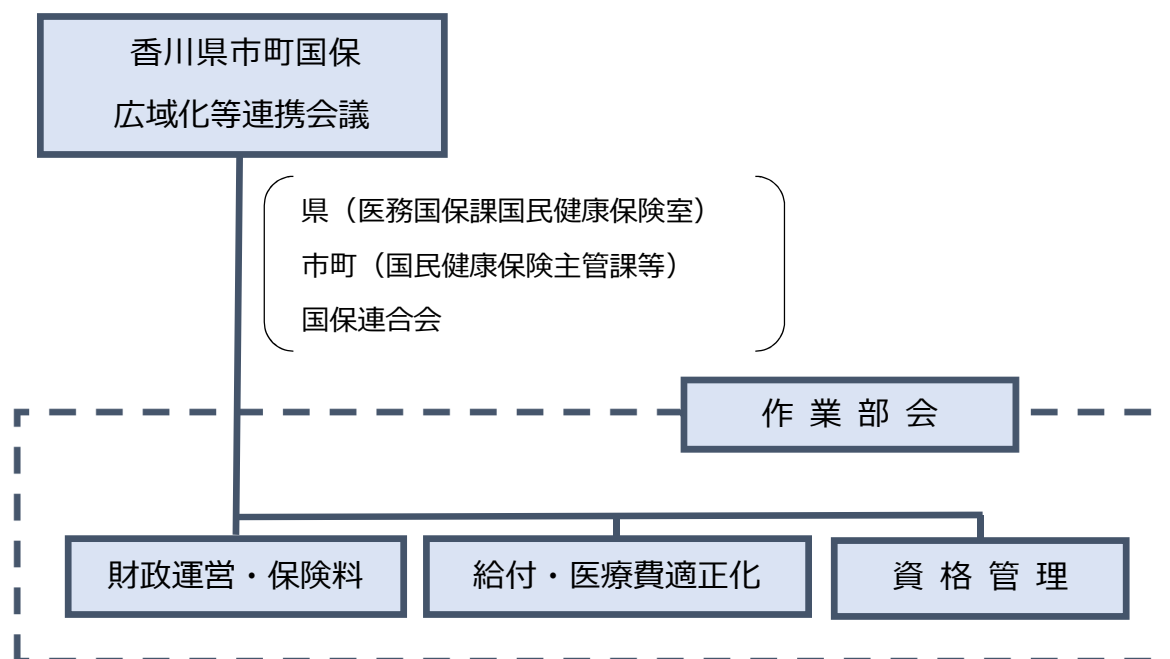 香川県市町国保
広域化等連携会議
県（医務国保課国民健康保険室）
市町（国民健康保険主管課等）
国保連合会
作業部会
財政運営・保険料
給付・医療費適正化
資格管理